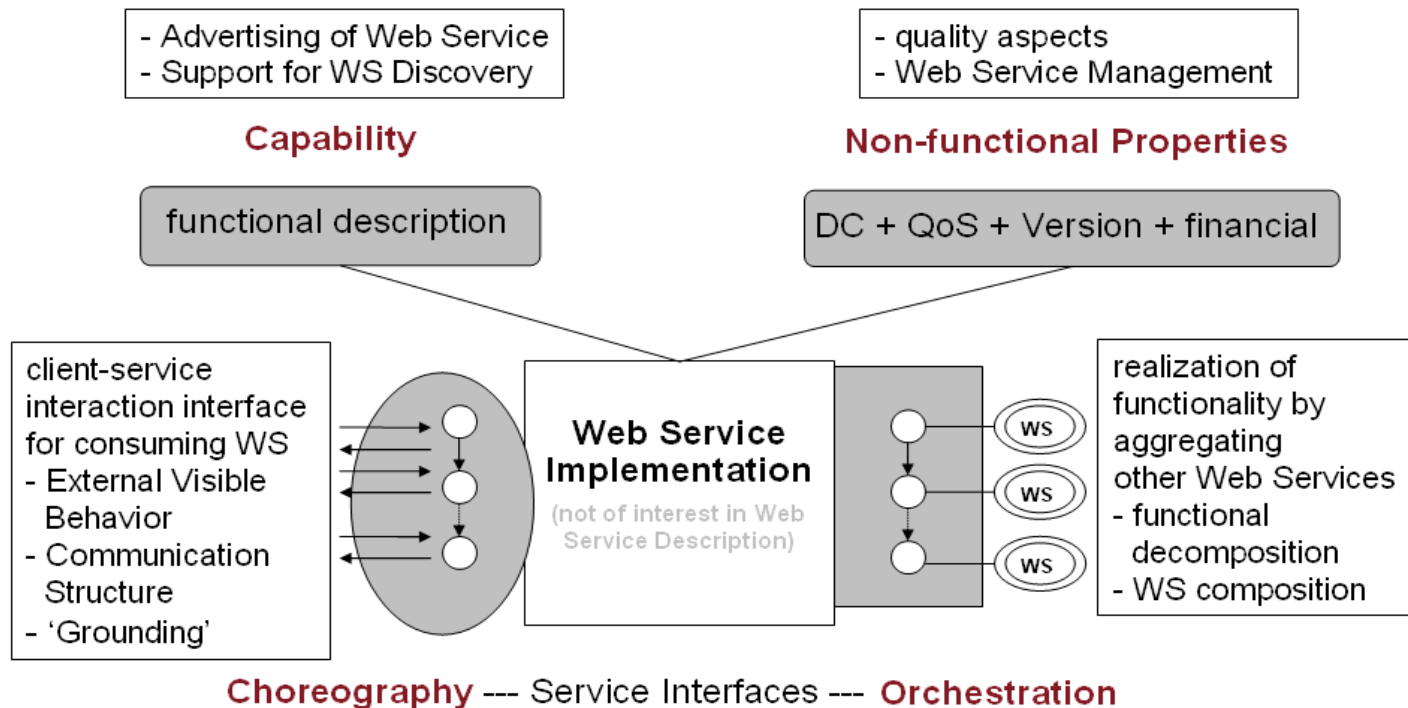 - Advertising of Web Service
- Support for WS Discovery
- quality aspects
- Web Service Management
Capability
Non-functional Properties
functional description
DC + QoS + Version + financial
client-service
interaction interface
for consuming WS
- External Visible
Behavior
- Communication
Structure
- ‘Grounding’
Web Service
Implementation
(not of interest in Web
Service Description)
WS
WS
WS
realization of
functionality by
aggregating
other Web Services
- functional
decomposition
- WS composition
Choreography --- Service Interfaces --- Orchestration